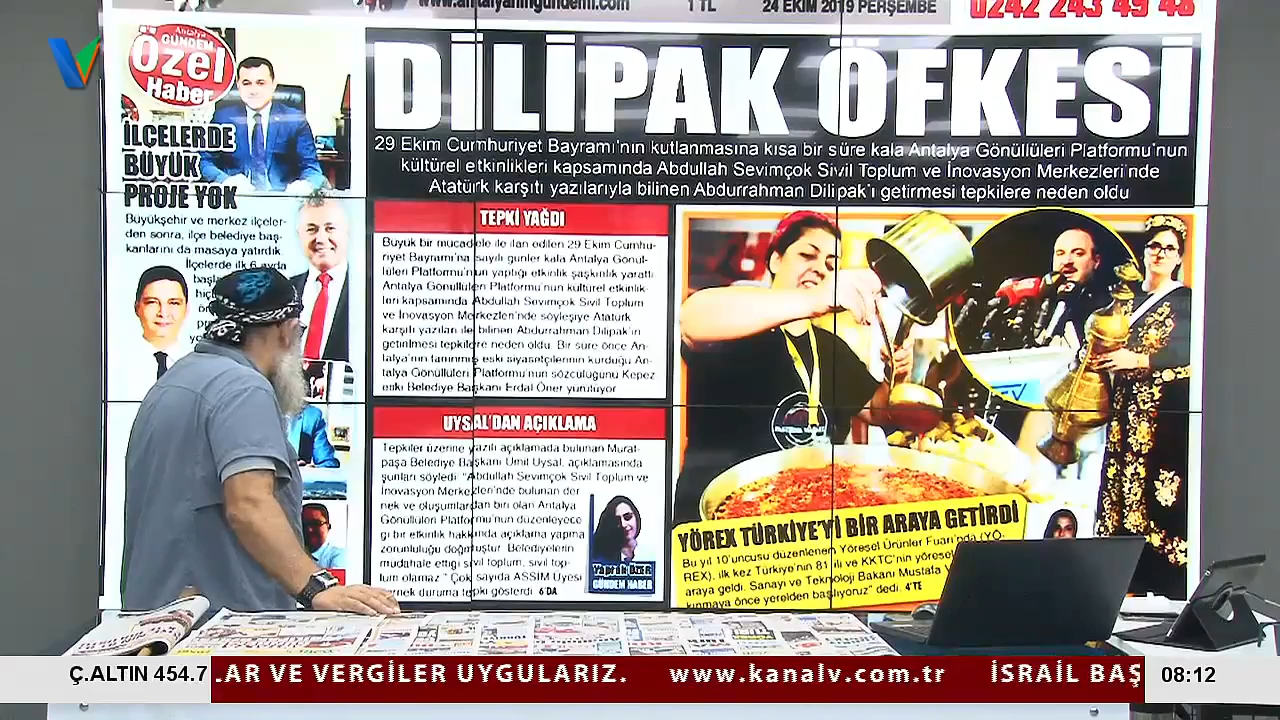 www.antalyaningundemi.com
1 TL
24 EKİM 2019 PERŞEMBE
0242 243 49 48
Antalya
GÜNDEM
Özel
Haber
İLÇELERDE
BÜYÜK
PROJE YOK
Büyükşehir ve merkez ilçeler-
den sonra, ilçe belediye baş-
kanlarını da masaya yatırdık.
İlçelerde ilk 6 ayda
DİLİPAK ÖFKESİ
29 Ekim Cumhuriyet Bayramı'nın kutlanmasına kısa bir süre kala Antalya Gönüllüleri Platformu'nun
kültürel etkinlikleri kapsamında Abdullah Sevimçok Sivil Toplum ve İnovasyon Merkezleri'nde
Atatürk karşıtı yazılarıyla bilinen Abdurrahman Dilipak'ı getirmesi tepkilere neden oldu
TEPKİ YAĞDI
Büyük bir mücadele ile ilan edilen 29 Ekim Cumhu-
riyet Bayramı'na sayılı günler kala Antalya Gönül-
lüleri Platformu'nun yaptığı etkinlik şaşkınlık yarattı.
Antalya Gönüllüleri Platformu'nun kültürel etkinlik-
leri kapsamında Abdullah Sevimçok Sivil Toplum
ve İnovasyon Merkezleri'nde söyleşiye Atatürk
karşıtı yazıları ile bilinen Abdurrahman Dilipak'ın
getirilmesi tepkilere neden oldu. Bir süre önce An-
talya'nın tanınmış eski siyasetçilerinin kurduğu An-
talya Gönüllüleri Platformu'nun sözcülüğünü Kepez
eski Belediye Başkanı Erdal Öner yürütüyor
UYSAL'DAN AÇIKLAMA
Tepkiler üzerine yazılı açıklamada bulunan Murat-
paşa Belediye Başkanı Ümit Uysal, açıklamasında
şunları söyledi: "Abdullah Sevimçok Sivil Toplum ve
İnovasyon Merkezleri'nde bulunan der
nek ve oluşumlardan biri olan Antalya
Gönüllüleri Platformu'nun düzenleyece
ği bir etkinlik hakkında açıklama yapma
zorunluluğu doğmuştur. Belediyelerin
müdahale ettiği sivil toplum, sivil top-
lum olamaz." Çok sayıda ASSİM Üyesi
dernek duruma tepki gösterdi 6'DA
Yaprak ÖZER
GÜNDEM HABER
YÖREX TÜRKİYE'Yİ BİR ARAYA GETİRDİ
Bu yıl 10'uncusu düzenlenen Yöresel Ürünler Fuarı'nda (YÖ-
REX), ilk kez Türkiye'nin 81 ili ve KKTC'nin yöresel
araya geldi. Sanayi ve Teknoloji Bakanı Mustafa V
kınmaya önce yerelden başlıyoruz" dedi. 4'TE
Ç.ALTIN 454.7
.AR VE VERGİLER UYGULARIZ. www.kanalv.com.tr İSRAİL BAŞ
08:12